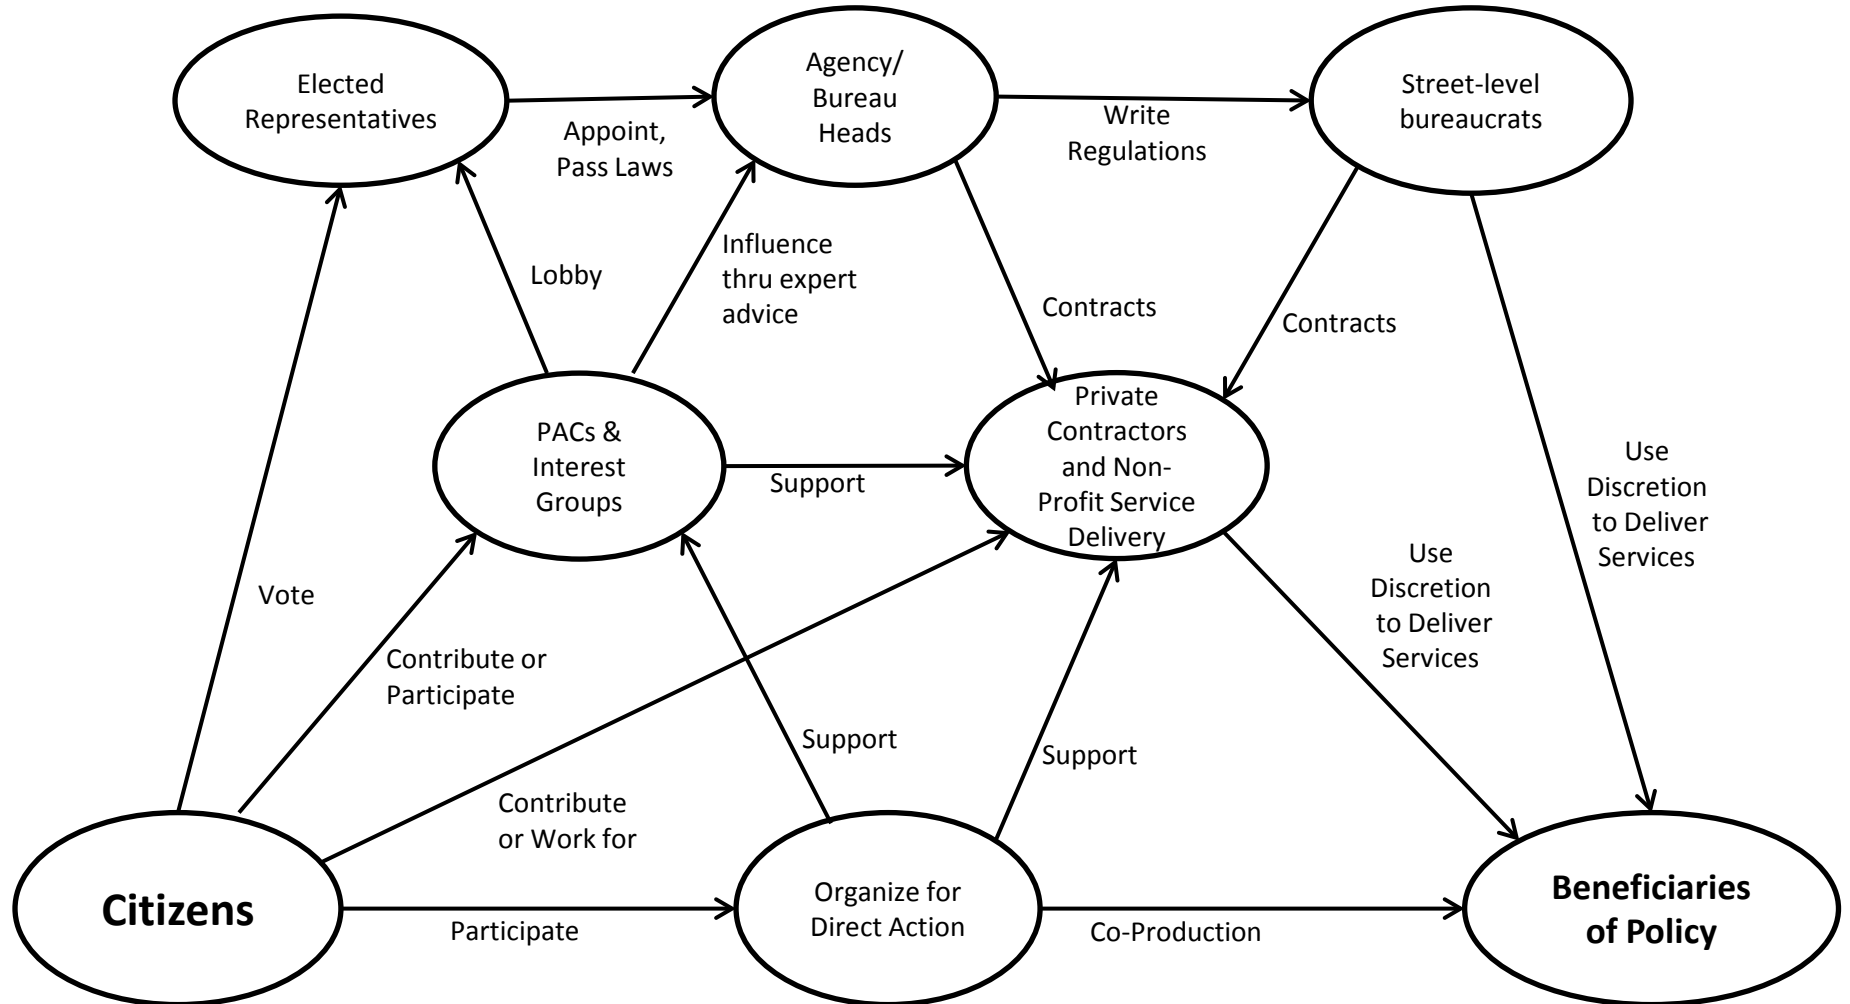 Elected
Representatives
Appoint,
Pass Laws
Agency/
Bureau
Heads
Write
Regulations
Street-level
bureaucrats
Lobby
Influence
thru expert
advice
Contracts
Contracts
PACs &
Interest
Groups
Support
Private
Contractors
and Non-
Profit Service
Delivery
Use
Discretion
to Deliver
Services
Use
Discretion
to Deliver
Services
Vote
Contribute or
Participate
Support
Support
Contribute
or Work for
Citizens
Participate
Organize for
Direct Action
Co-Production
Beneficiaries
of Policy